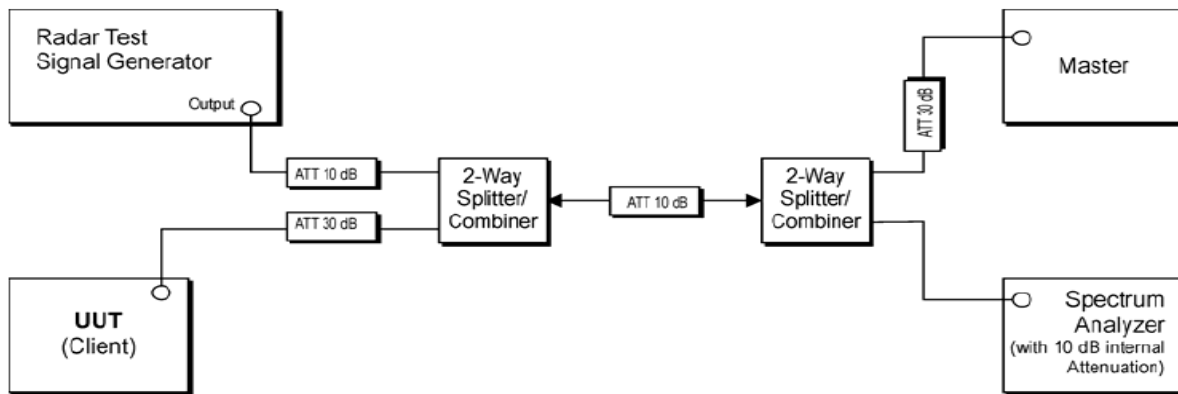 Radar Test
Signal Generator
Output
ATT 10 dB
ATT 30 dB
UUT
(Client)
2-Way
Splitter/
Combiner
ATT 10 dB
2-Way
Splitter/
Combiner
ATT 30 dB
Master
Spectrum
Analyzer
(with 10 dB internal
Attenuation)